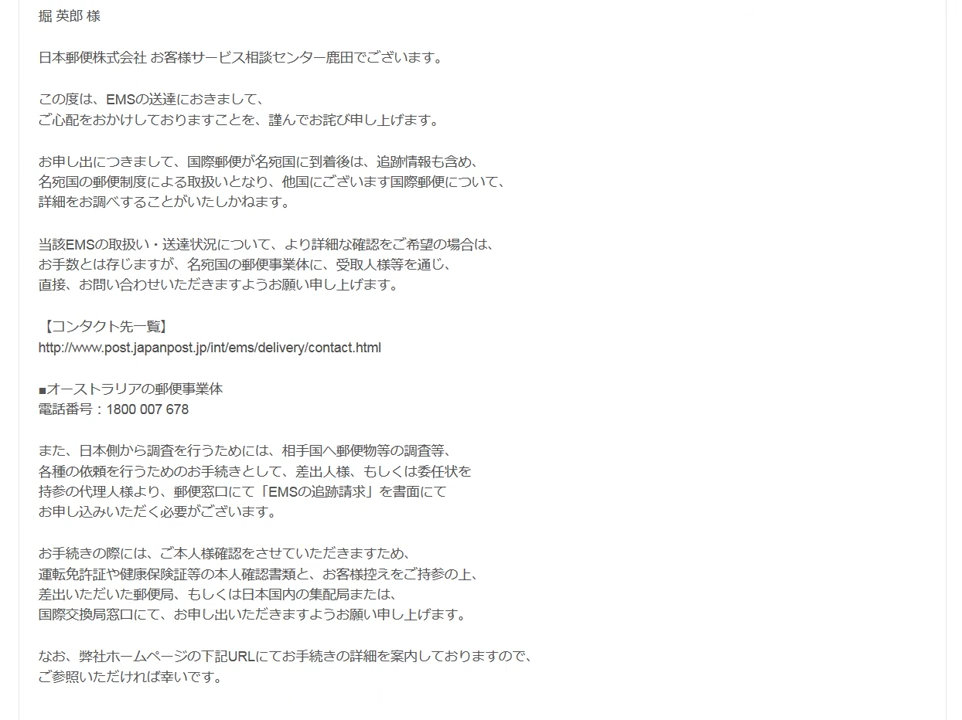 堀 英郎 様
日本郵便株式会社 お客様サービス相談センター鹿田でございます。
この度は、EMSの送達におきまして、
ご心配をおかけしておりますことを、謹んでお詫び申し上げます。
お申し出につきまして、国際郵便が名宛国に到着後は、追跡情報も含め、
名宛国の郵便制度による取扱いとなり、他国にございます国際郵便について、
詳細をお調べすることがいたしかねます。
当該EMSの取扱い・送達状況について、より詳細な確認をご希望の場合は、
お手数とは存じますが、名宛国の郵便事業体に、受取人様等を通じ、
直接、お問い合わせいただきますようお願い申し上げます。
【コンタクト先一覧】
http://www.post.japanpost.jp/int/ems/delivery/contact.html
■オーストラリアの郵便事業体
電話番号：1800 007 678
また、日本側から調査を行うためには、相手国へ郵便物等の調査等、
各種の依頼を行うためのお手続きとして、差出人様、もしくは委任状を
持参の代理人様より、郵便窓口にて「EMSの追跡請求」を書面にて
お申し込みいただく必要がございます。
お手続きの際には、ご本人様確認をさせていただきますため、
運転免許証や健康保険証等の本人確認書類と、お客様控えをご持参の上、
差出いただいた郵便局、もしくは日本国内の集配局または、
国際交換局窓口にて、お申し出いただきますようお願い申し上げます。
なお、弊社ホームページの下記URLにてお手続きの詳細を案内しておりますので、
ご参照いただければ幸いです。